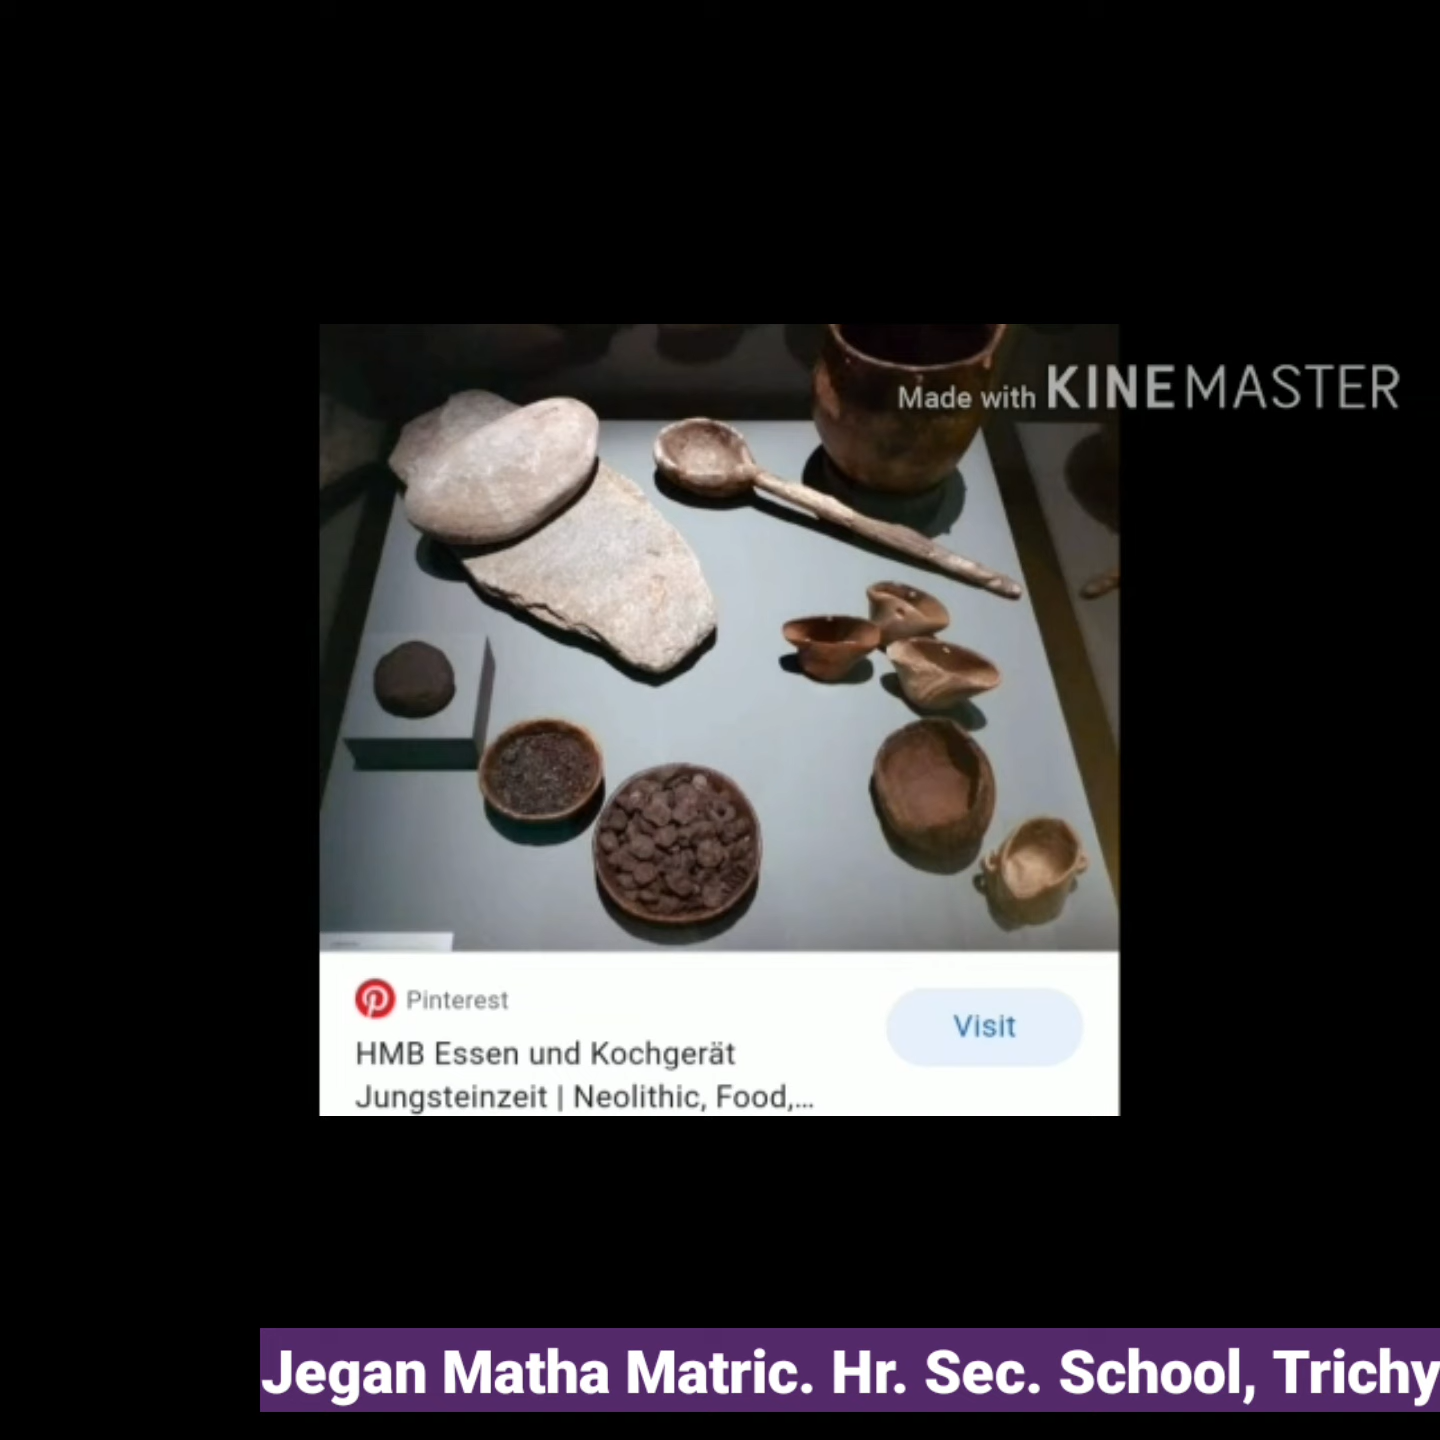 Made with KINEMASTER
Pinterest
Visit
HMB Essen und Kochgerät
Jungsteinzeit | Neolithic, Food,...
Jegan Matha Matric. Hr. Sec. School, Trichy